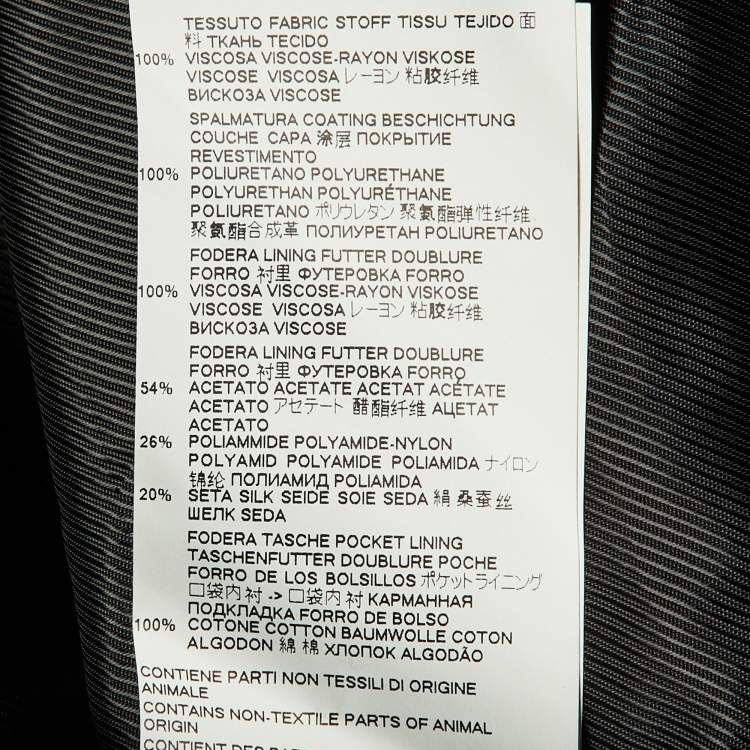 TESSUTO FABRIC STOFF TISSU TEJIDO 面
料 ТКАНЬ TECIDO
100% VISCOSA VISCOSE-RAYON VISKOSE
VISCOSE VISCOSA レーヨン 粘胶纤维
ВИСКОЗА VISCOSE
SPALMATURA COATING BESCHICHTUNG
COUCHE CAPA 涂层 ПОКРЫТИЕ
REVESTIMENTO
100% POLIURETANO POLYURETHANE
POLYURETHAN POLYURÉTHANE
POLIURETANO ポリウレタン 聚氨酯弹性纤维,
聚氨酯合成革 ПОЛИУРЕТАН POLIURETANO
FODERA LINING FUTTER DOUBLURE
FORRO 衬里 ФУТЕРОВКА FORRO
100% VISCOSA VISCOSE-RAYON VISKOSE
VISCOSE VISCOSA レーヨン 粘胶纤维
ВИСКОЗА VISCOSE
FODERA LINING FUTTER DOUBLURE
FORRO 衬里 ФУТЕРОВКА FORRO
54% ACETATO ACETATE ACETAT ACÉTATE
ACETATO アセテート 醋酯纤维 АЦЕТАТ
ACETATO
26% POLIAMMIDE POLYAMIDE-NYLON
POLYAMID POLYAMIDE POLIAMIDA ナイロン
锦纶 ПОЛИАМИД POLIAMIDA
20% SETA SILK SEIDE SOIE SEDA 絹 桑蚕丝
ШЕЛК SEDA
FODERA TASCHE POCKET LINING
TASCHENFUTTER DOUBLURE POCHE
FORRO DE LOS BOLSILLOS ポケットライニング
口袋内衬 -> 口袋内衬 КАРМАННАЯ
ПОДКЛАДКА FORRO DE BOLSO
100% COTONE COTTON BAUMWOLLE COTON
ALGODON 綿 棉 ХЛОПОК ALGODÃO
CONTIENE PARTI NON TESSILI DI ORIGINE
ANIMALE
CONTAINS NON-TEXTILE PARTS OF ANIMAL
ORIGIN
CONTIENT DES